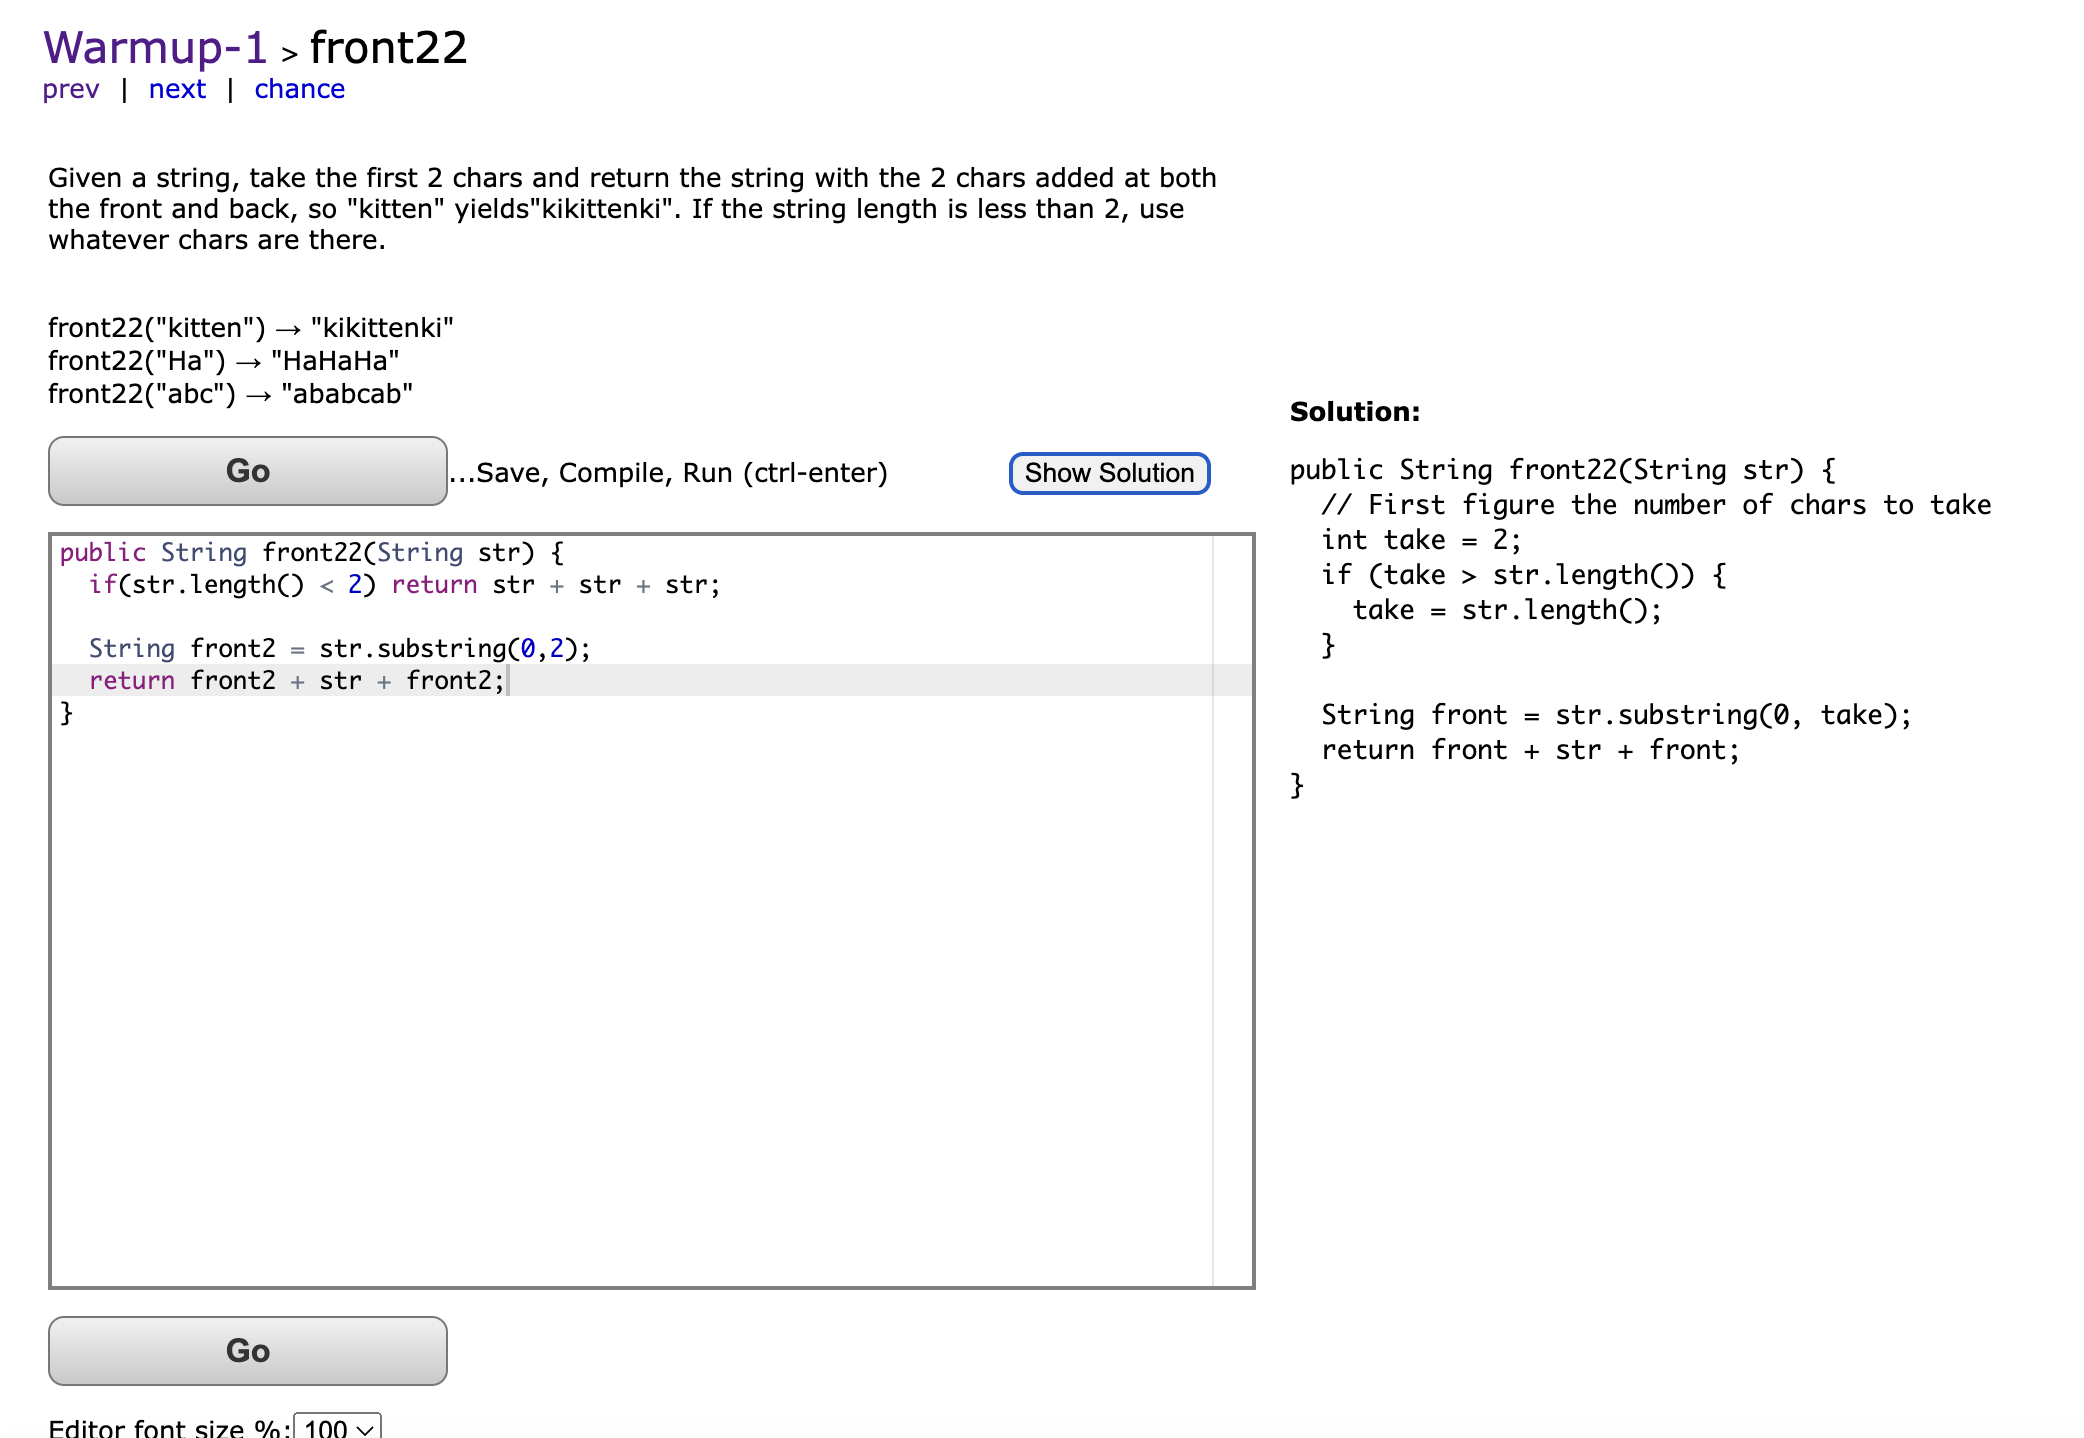 Warmup-1 > front22
prev | next | chance
Given a string, take the first 2 chars and return the string with the 2 chars added at both
the front and back, so "kitten" yields"kikittenki". If the string length is less than 2, use
whatever chars are there.
front22("kitten") → "kikittenki"
front22("Ha") → "HaHaHa"
front22("abc") → "ababcab"
Go
...Save, Compile, Run (ctrl-enter)
Show Solution
public String front22(String str) {
  if(str.length() < 2) return str + str + str;

  String front2 = str.substring(0,2);
  return front2 + str + front2;
}
Go
Editor font size %: 100
Solution:
public String front22(String str) {
  // First figure the number of chars to take
  int take = 2;
  if (take > str.length()) {
    take = str.length();
  }

  String front = str.substring(0, take);
  return front + str + front;
}